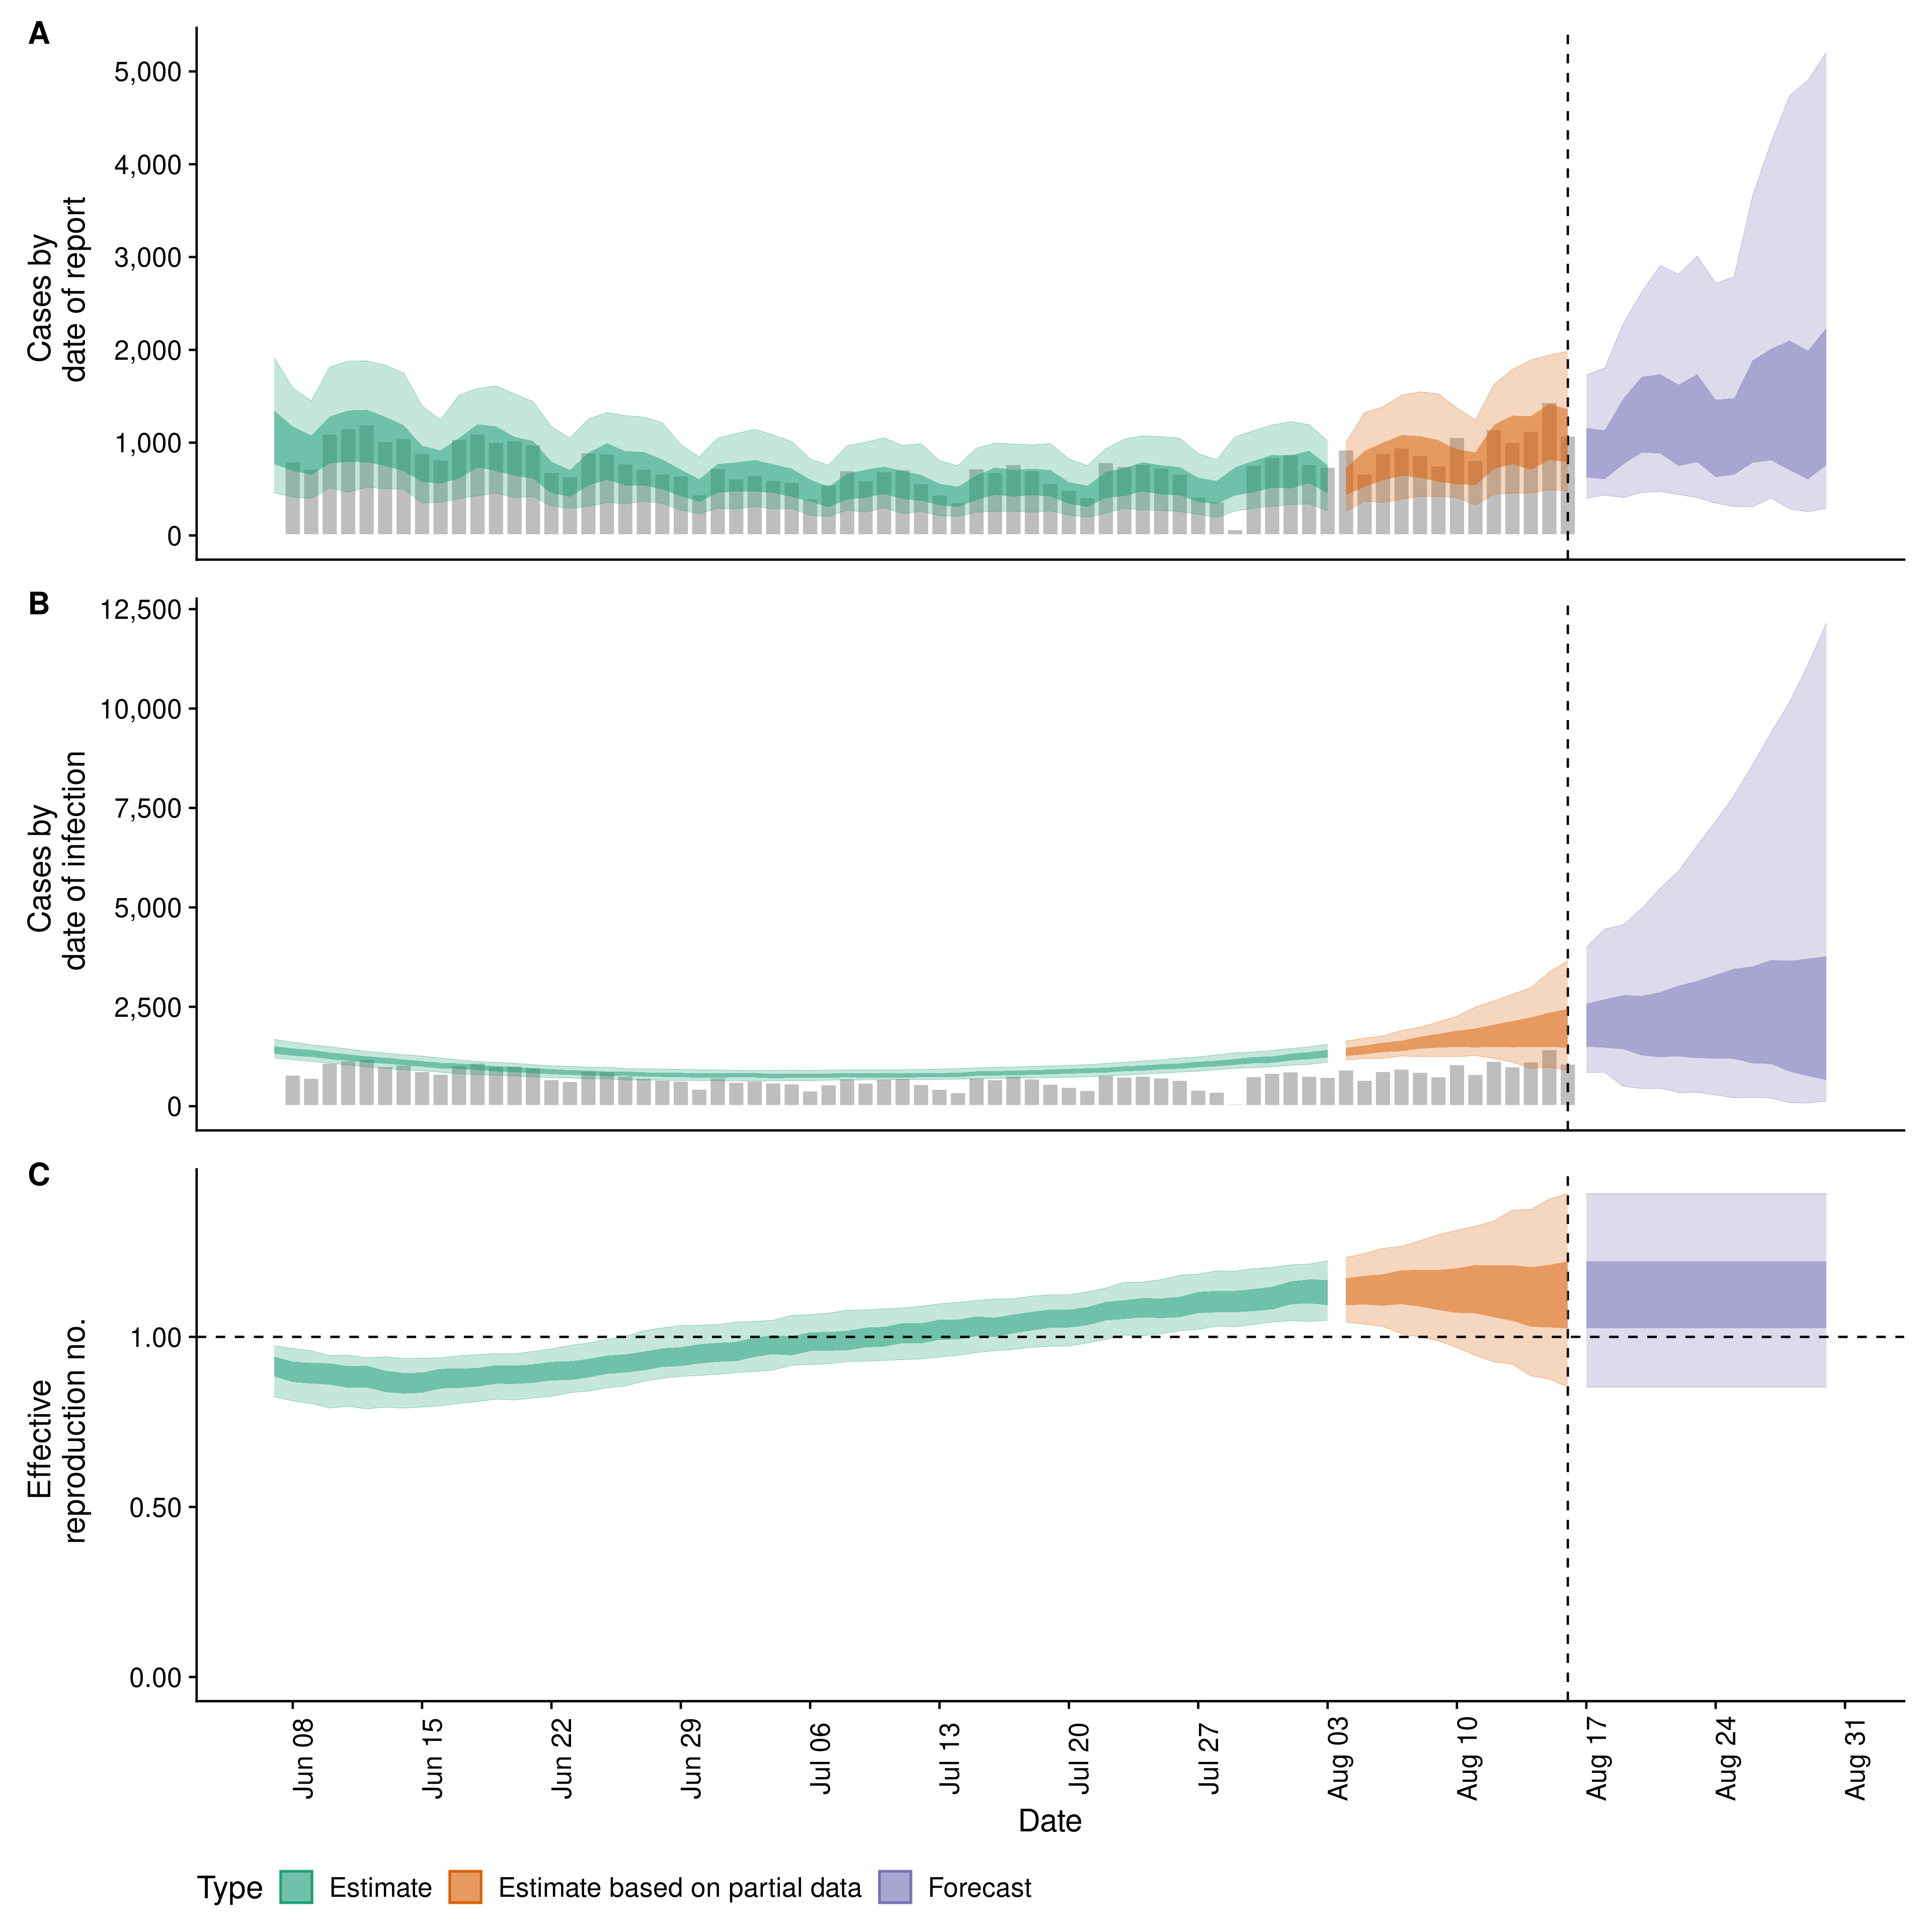 A
5,000
4,000
3,000
2,000
1,000
0
Cases by
date of report
B
12,500
10,000
7,500
5,000
2,500
0
Cases by
date of infection
C
1.00
0.50
0.00
Effective
reproduction no.
Jun 08
Jun 15
Jun 22
Jun 29
Jul 06
Jul 13
Jul 20
Jul 27
Aug 03
Aug 10
Aug 17
Aug 24
Aug 31
Date
Type Estimate Estimate based on partial data Forecast